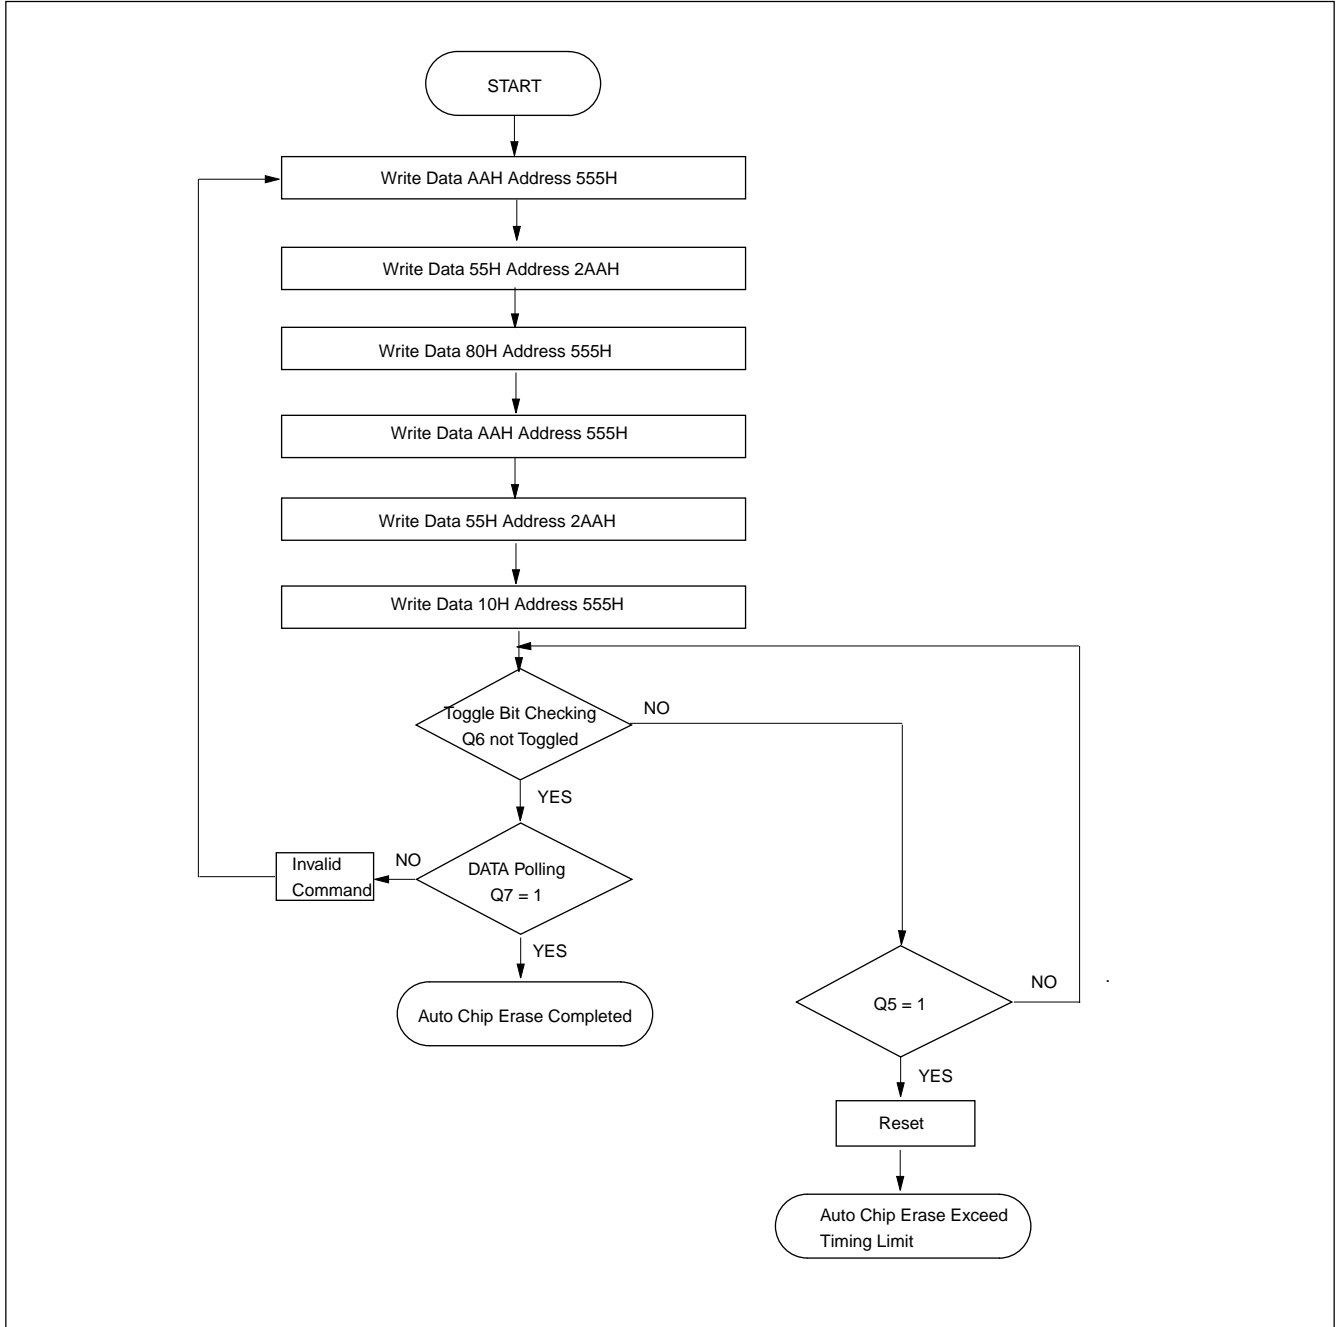 START
Write Data AAH Address 555H
Write Data 55H Address 2AAH
Write Data 80H Address 555H
Write Data AAH Address 555H
Write Data 55H Address 2AAH
Write Data 10H Address 555H
Toggle Bit Checking
Q6 not Toggled
NO
YES
DATA Polling
Q7 = 1
NO
Invalid
Command
YES
Auto Chip Erase Completed
Q5 = 1
NO
YES
Reset
Auto Chip Erase Exceed
Timing Limit